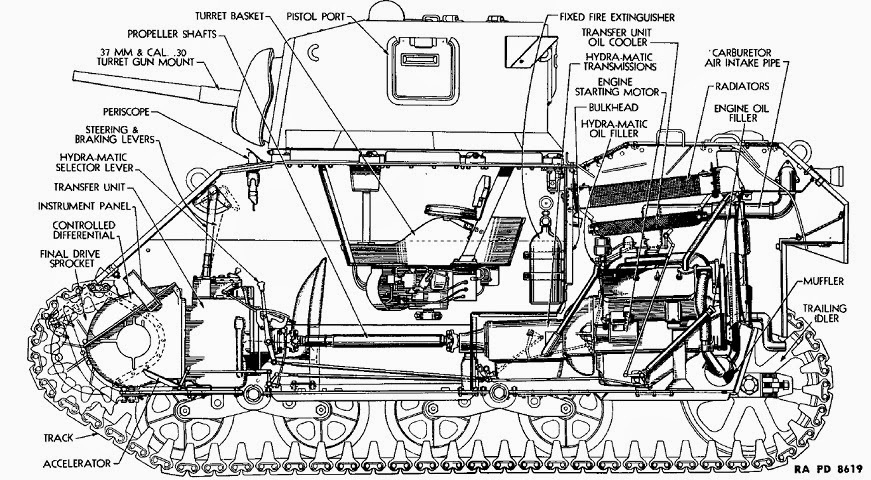 TURRET BASKET
PISTOL PORT
FIXED FIRE EXTINGUISHER
PROPELLER SHAFTS
TRANSFER UNIT
OIL COOLER
37 MM & CAL. .30
TURRET GUN MOUNT
CARBURETOR
AIR INTAKE PIPE
HYDRA-MATIC
TRANSMISSIONS
ENGINE
STARTING MOTOR
RADIATORS
PERISCOPE
BULKHEAD
ENGINE OIL
FILLER
HYDRA-MATIC
OIL FILLER
STEERING &
BRAKING LEVERS
HYDRA-MATIC
SELECTOR LEVER
TRANSFER UNIT
INSTRUMENT PANEL
CONTROLLED
DIFFERENTIAL
FINAL DRIVE
SPROCKET
MUFFLER
TRAILING
IDLER
TRACK
ACCELERATOR
RA PD 8619